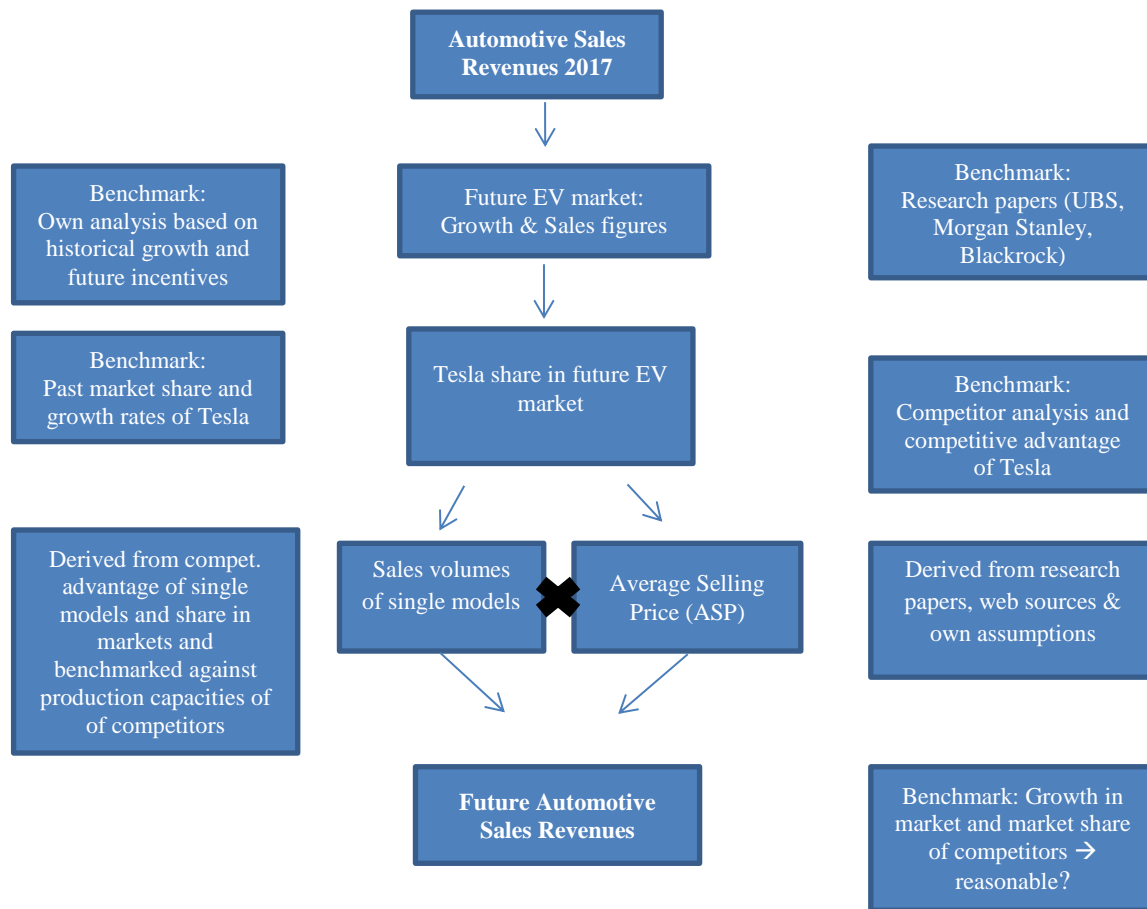 Automotive Sales
Revenues 2017
Benchmark:
Own analysis based on
historical growth and
future incentives
Future EV market:
Growth & Sales figures
Benchmark:
Research papers (UBS,
Morgan Stanley,
Blackrock)
Benchmark:
Past market share and
growth rates of Tesla
Tesla share in future EV
market
Benchmark:
Competitor analysis and
competitive advantage
of Tesla
Derived from compet.
advantage of single
models and share in
markets and
benchmarked against
production capacities of
of competitors
Sales volumes
of single models
Average Selling
Price (ASP)
Derived from research
papers, web sources &
own assumptions
Future Automotive
Sales Revenues
Benchmark: Growth in
market and market share
of competitors →
reasonable?